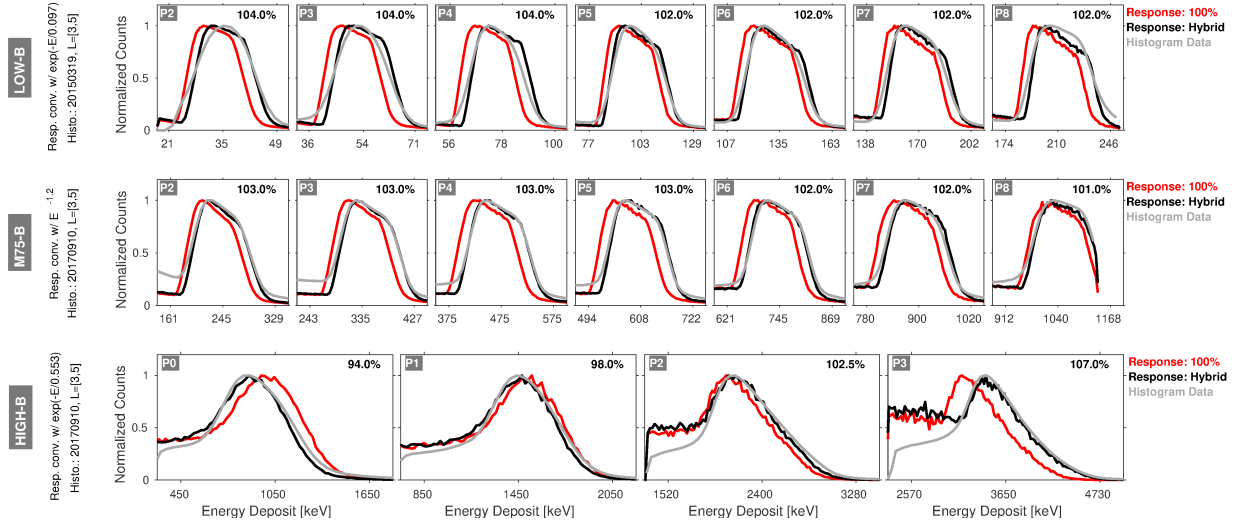 P2 104.0% P3 104.0% P4 104.0% P5 102.0% P6 102.0% P7 102.0% P8 102.0%
Response: 100%
Response: Hybrid
Histogram Data
LOW-B
Resp. conv. w/ exp(-E/0.097)
Histo.: 20150319, L=[3,5]
Normalized Counts
1
0.5
0
21 35 49 36 54 71 56 78 100 77 103 129 107 135 163 138 170 202 174 210 246
P2 103.0% P3 103.0% P4 103.0% P5 103.0% P6 102.0% P7 102.0% P8 101.0%
Response: 100%
Response: Hybrid
Histogram Data
M75-B
Resp. conv. w/ E -1.2
Histo.: 20170910, L=[3,5]
Normalized Counts
1
0.5
0
161 245 329 243 335 427 375 475 575 494 608 722 621 745 869 780 900 1020 912 1040 1168
P0 94.0% P1 98.0% P2 102.5% P3 107.0%
Response: 100%
Response: Hybrid
Histogram Data
HIGH-B
Resp. conv. w/ exp(-E/0.553)
Histo.: 20170910, L=[3,5]
Normalized Counts
1
0.5
0
450 1050 1650 850 1450 2050 1520 2400 3280 2570 3650 4730
Energy Deposit [keV] Energy Deposit [keV] Energy Deposit [keV] Energy Deposit [keV]